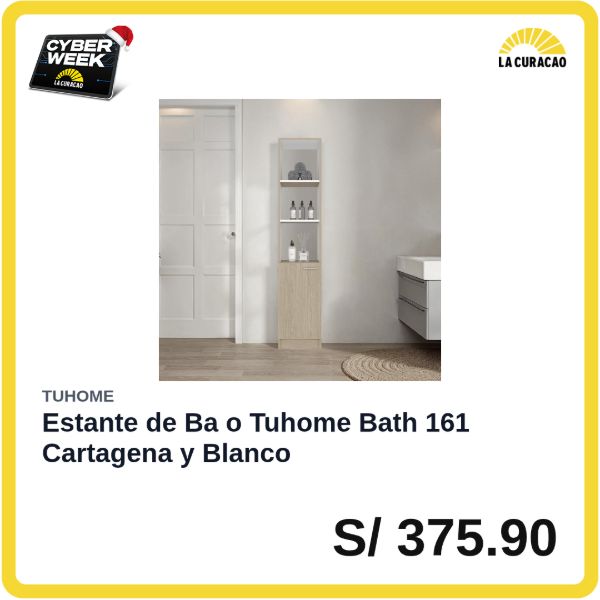 CYBER
WEEK
LA CURACAO
LA CURACAO
TUHOME
Estante de Ba o Tuhome Bath 161
Cartagena y Blanco
S/ 375.90